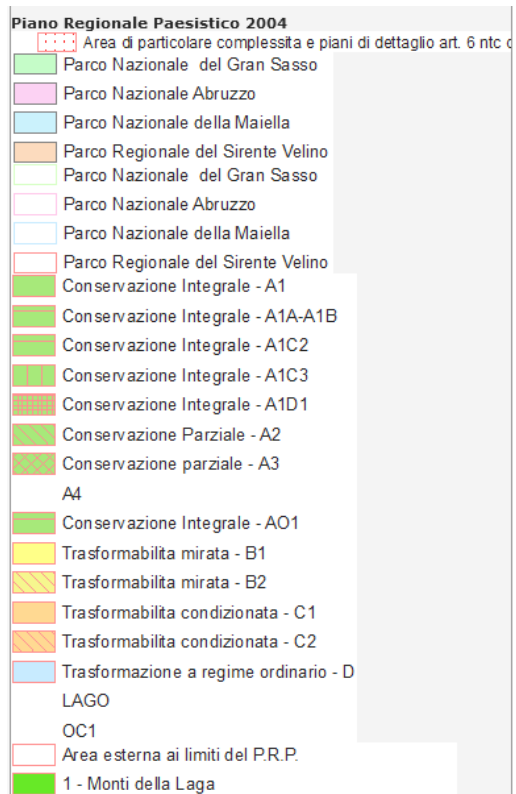 Piano Regionale Paesistico 2004
Area di particolare complessita e piani di dettaglio art. 6 ntc
Parco Nazionale del Gran Sasso
Parco Nazionale Abruzzo
Parco Nazionale della Maiella
Parco Regionale del Sirente Velino
Parco Nazionale del Gran Sasso
Parco Nazionale Abruzzo
Parco Nazionale della Maiella
Parco Regionale del Sirente Velino
Conservazione Integrale - A1
Conservazione Integrale - A1A-A1B
Conservazione Integrale - A1C2
Conservazione Integrale - A1C3
Conservazione Integrale - A1D1
Conservazione Parziale - A2
Conservazione parziale - A3
A4
Conservazione Integrale - AO1
Trasformabilita mirata - B1
Trasformabilita mirata - B2
Trasformabilita condizionata - C1
Trasformabilita condizionata - C2
Trasformazione a regime ordinario - D
LAGO
OC1
Area esterna ai limiti del P.R.P.
1 - Monti della Laga